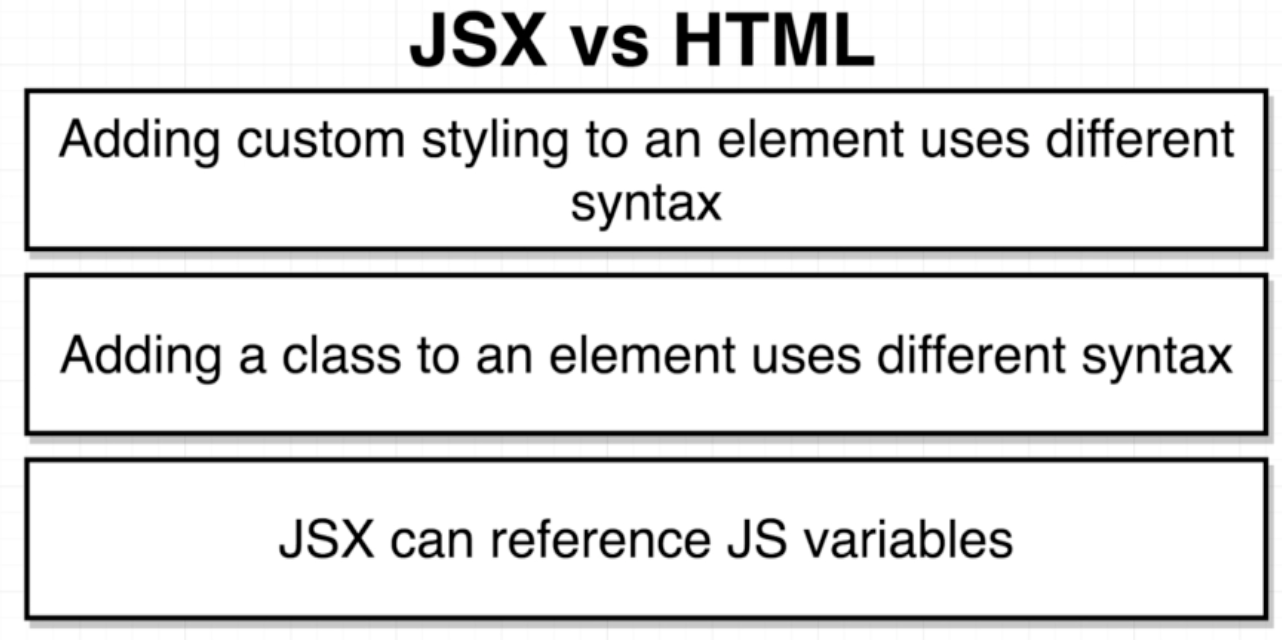 JSX vs HTML
Adding custom styling to an element uses different
syntax
Adding a class to an element uses different syntax
JSX can reference JS variables